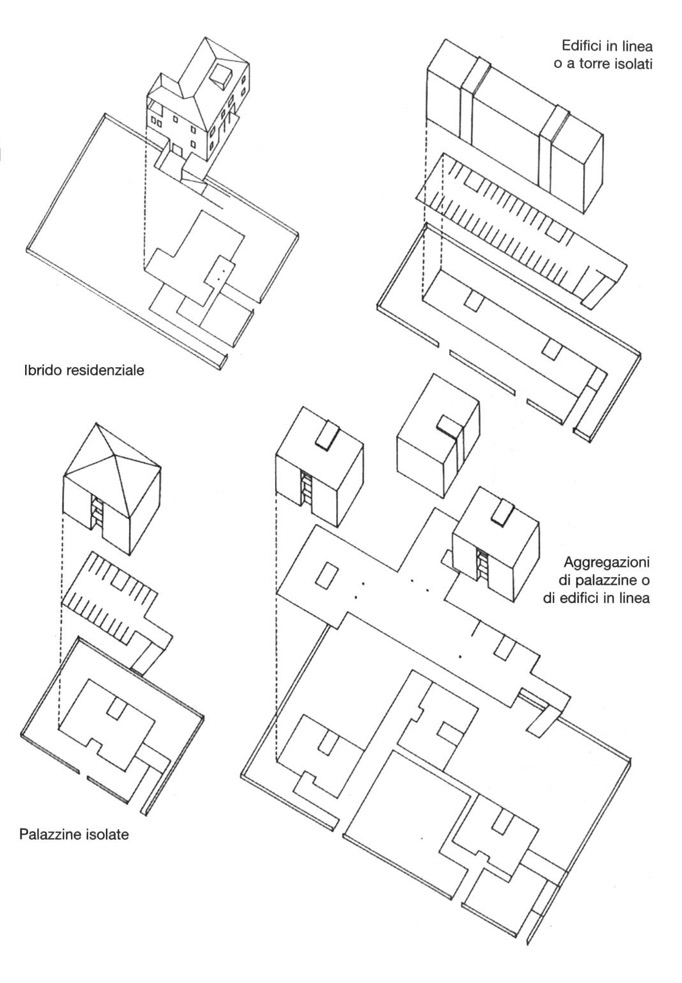 Edifici in linea
o a torre isolati
Ibrido residenziale
Aggregazioni
di palazzine o
di edifici in linea
Palazzine isolate